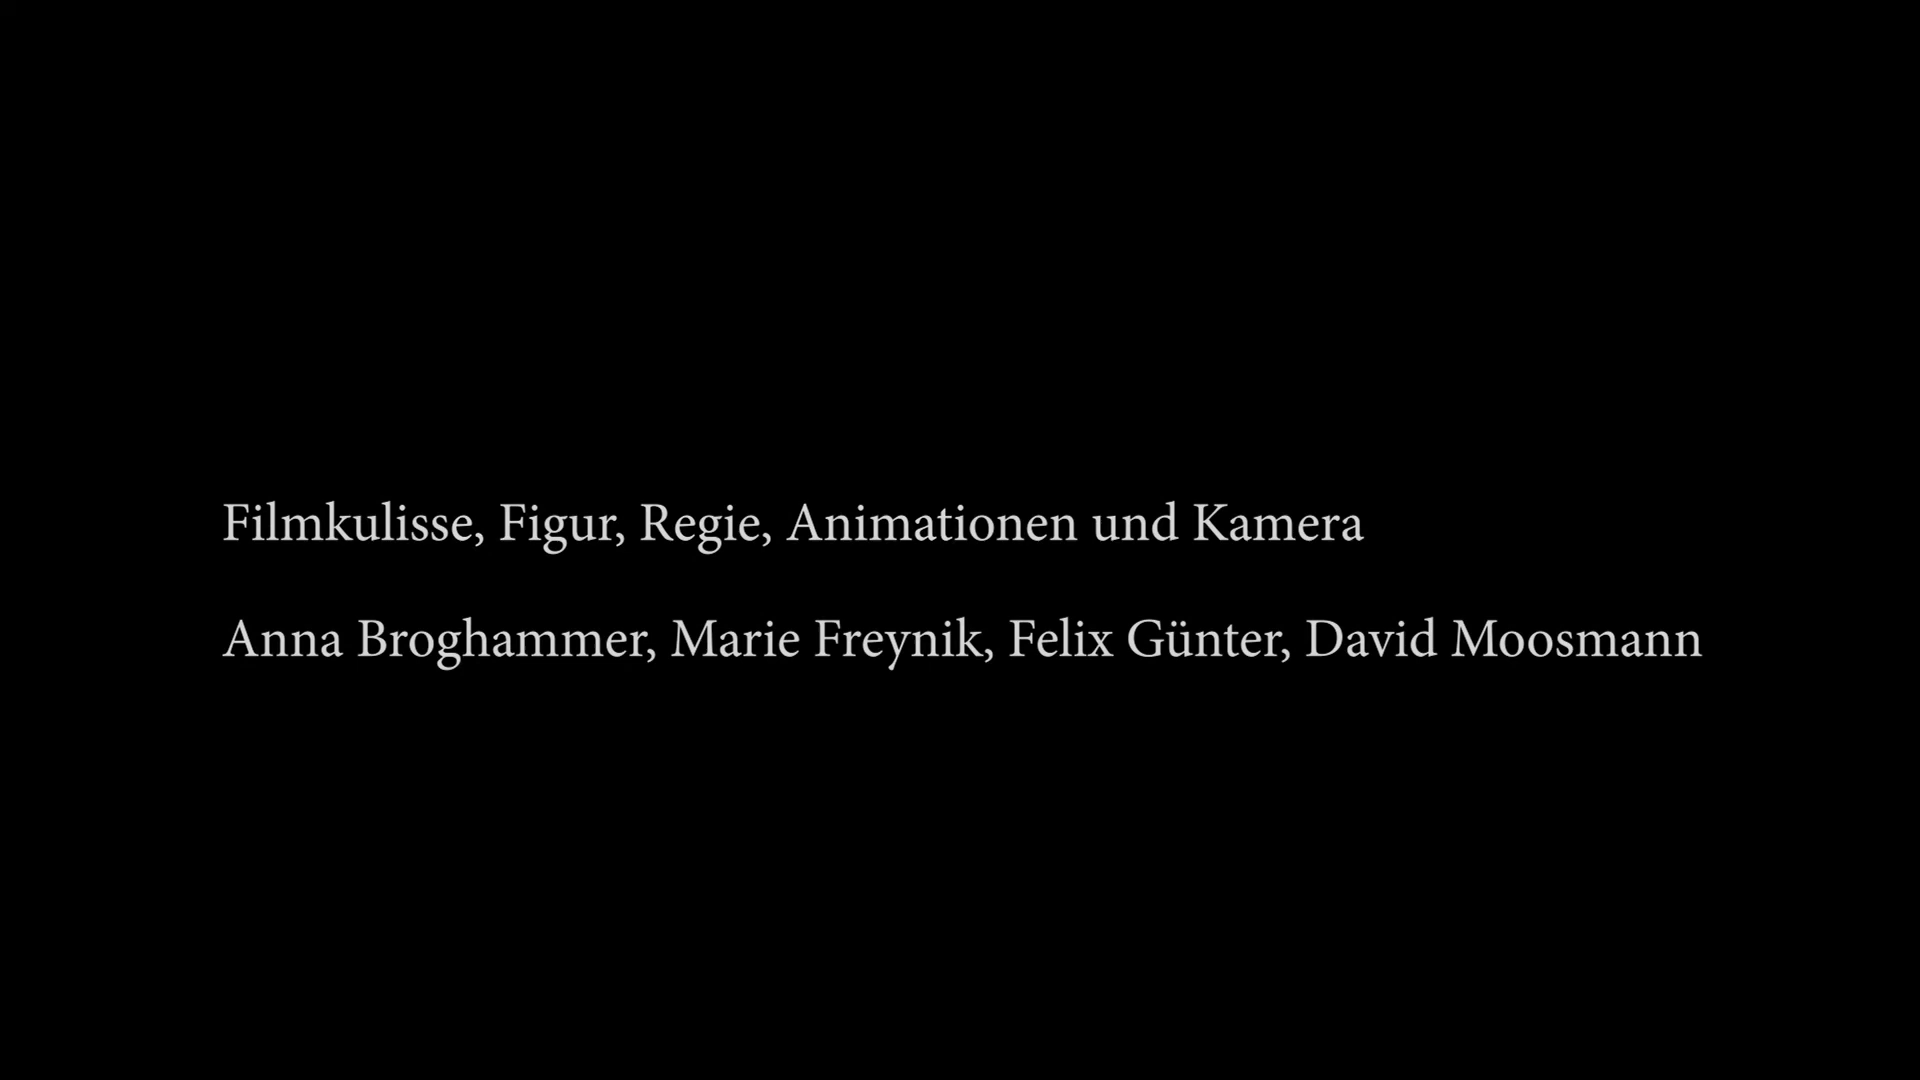 Filmkulisse, Figur, Regie, Animationen und Kamera
Anna Broghammer, Marie Freynik, Felix Günter, David Moosmann